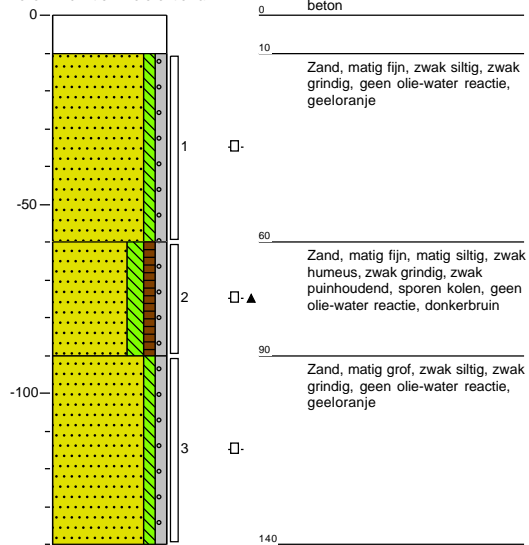 0
0
beton
10
Zand, matig fijn, zwak siltig, zwak
grindig, geen olie-water reactie,
geeloranje
1
-50
60
Zand, matig fijn, matig siltig, zwak
humeus, zwak grindig, zwak
puinhoudend, sporen kolen, geen
olie-water reactie, donkerbruin
2
90
Zand, matig grof, zwak siltig, zwak
grindig, geen olie-water reactie,
geeloranje
-100
3
140